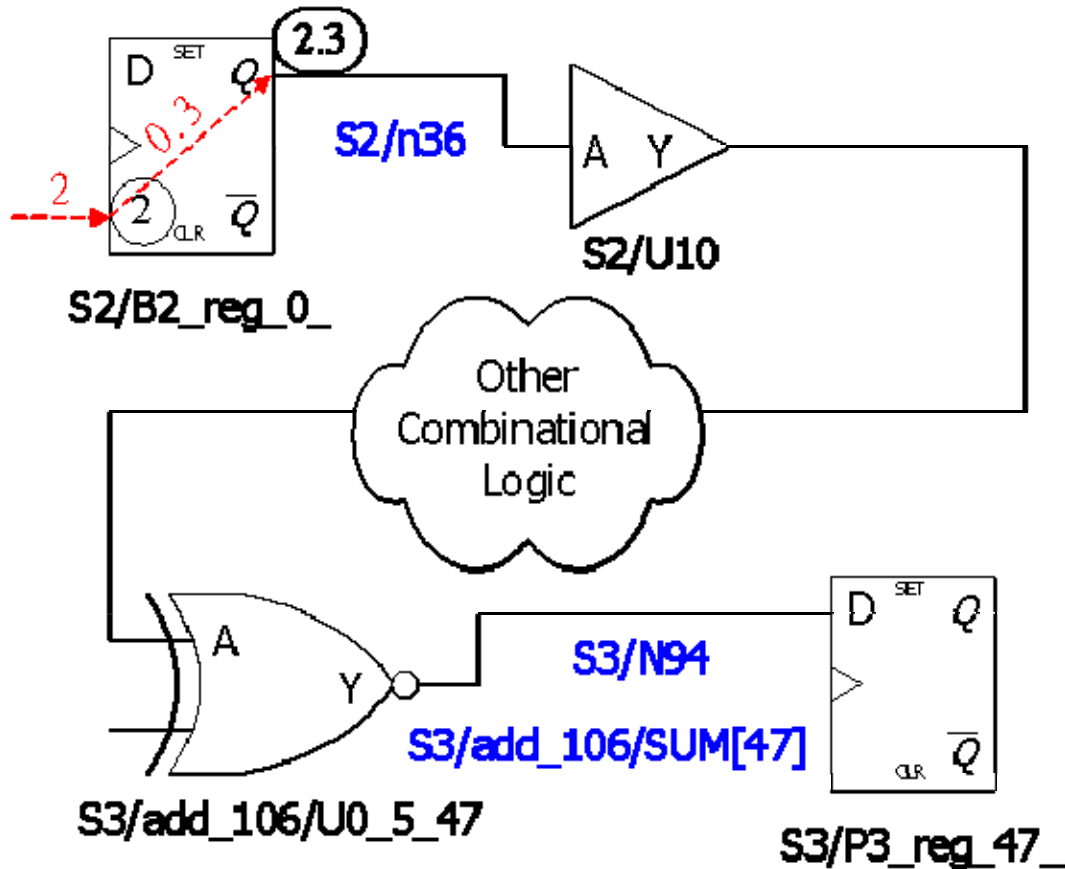 2.3
D SET Q
0.3
2
2
CLR Q
S2/B2_reg_0_
S2/n36
A Y
S2/U10
Other
Combinational
Logic
A
Y
S3/add_106/U0_5_47
S3/N94
S3/add_106/SUM[47]
D SET Q
CLR Q
S3/P3_reg_47_